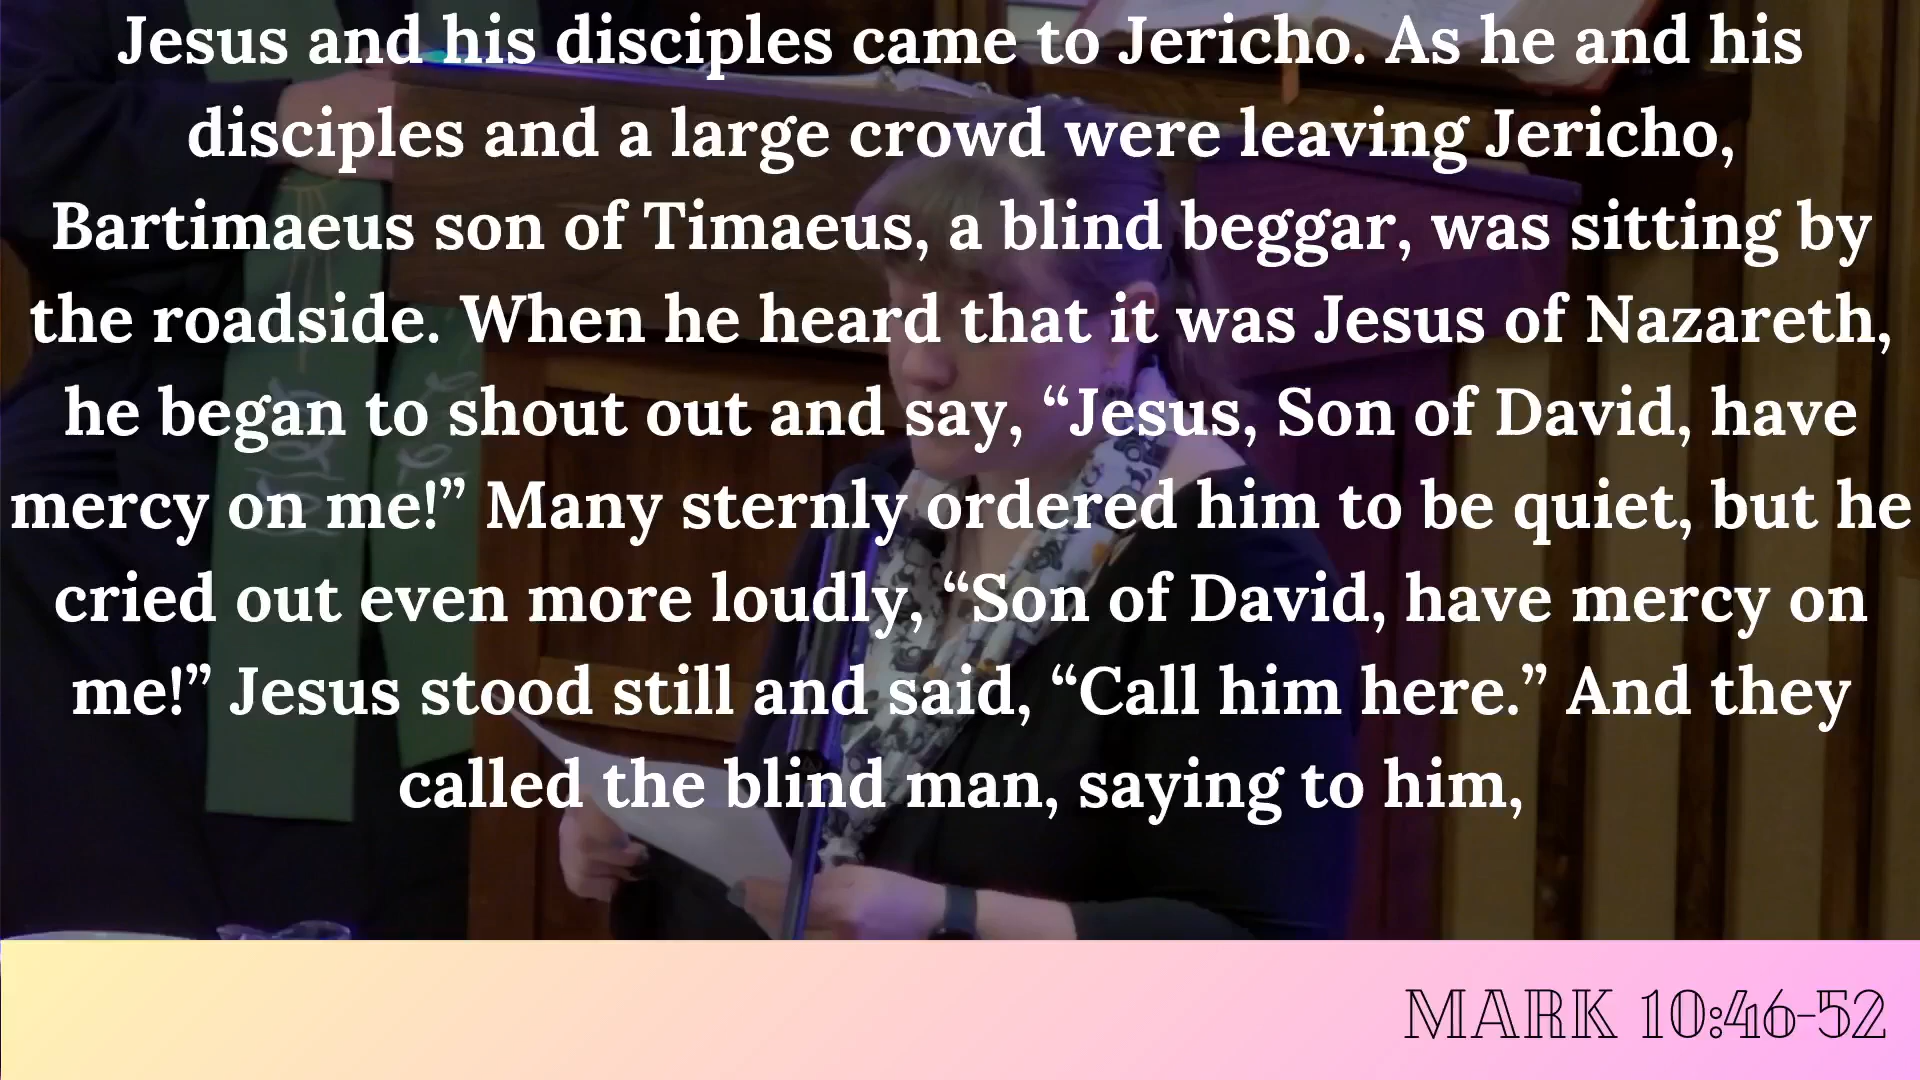 Jesus and his disciples came to Jericho. As he and his
disciples and a large crowd were leaving Jericho,
Bartimaeus son of Timaeus, a blind beggar, was sitting by
the roadside. When he heard that it was Jesus of Nazareth,
he began to shout out and say, “Jesus, Son of David, have
mercy on me!” Many sternly ordered him to be quiet, but he
cried out even more loudly, “Son of David, have mercy on
me!” Jesus stood still and said, “Call him here.” And they
called the blind man, saying to him,
MARK 10:46-52